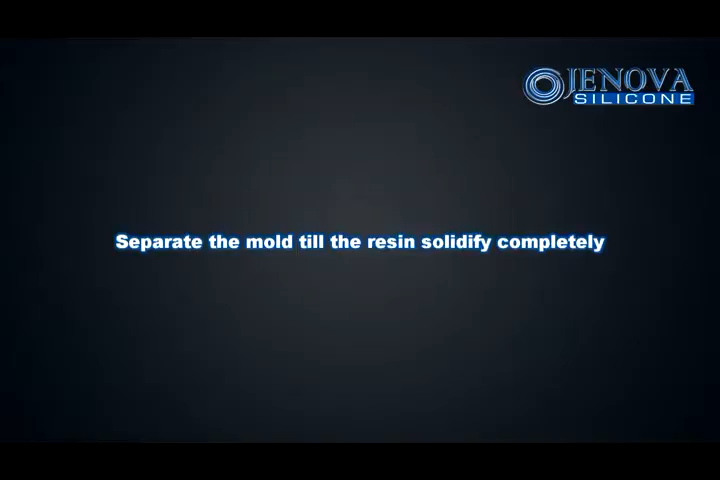 JENOVA
SILICONE
Separate the mold till the resin solidify completely